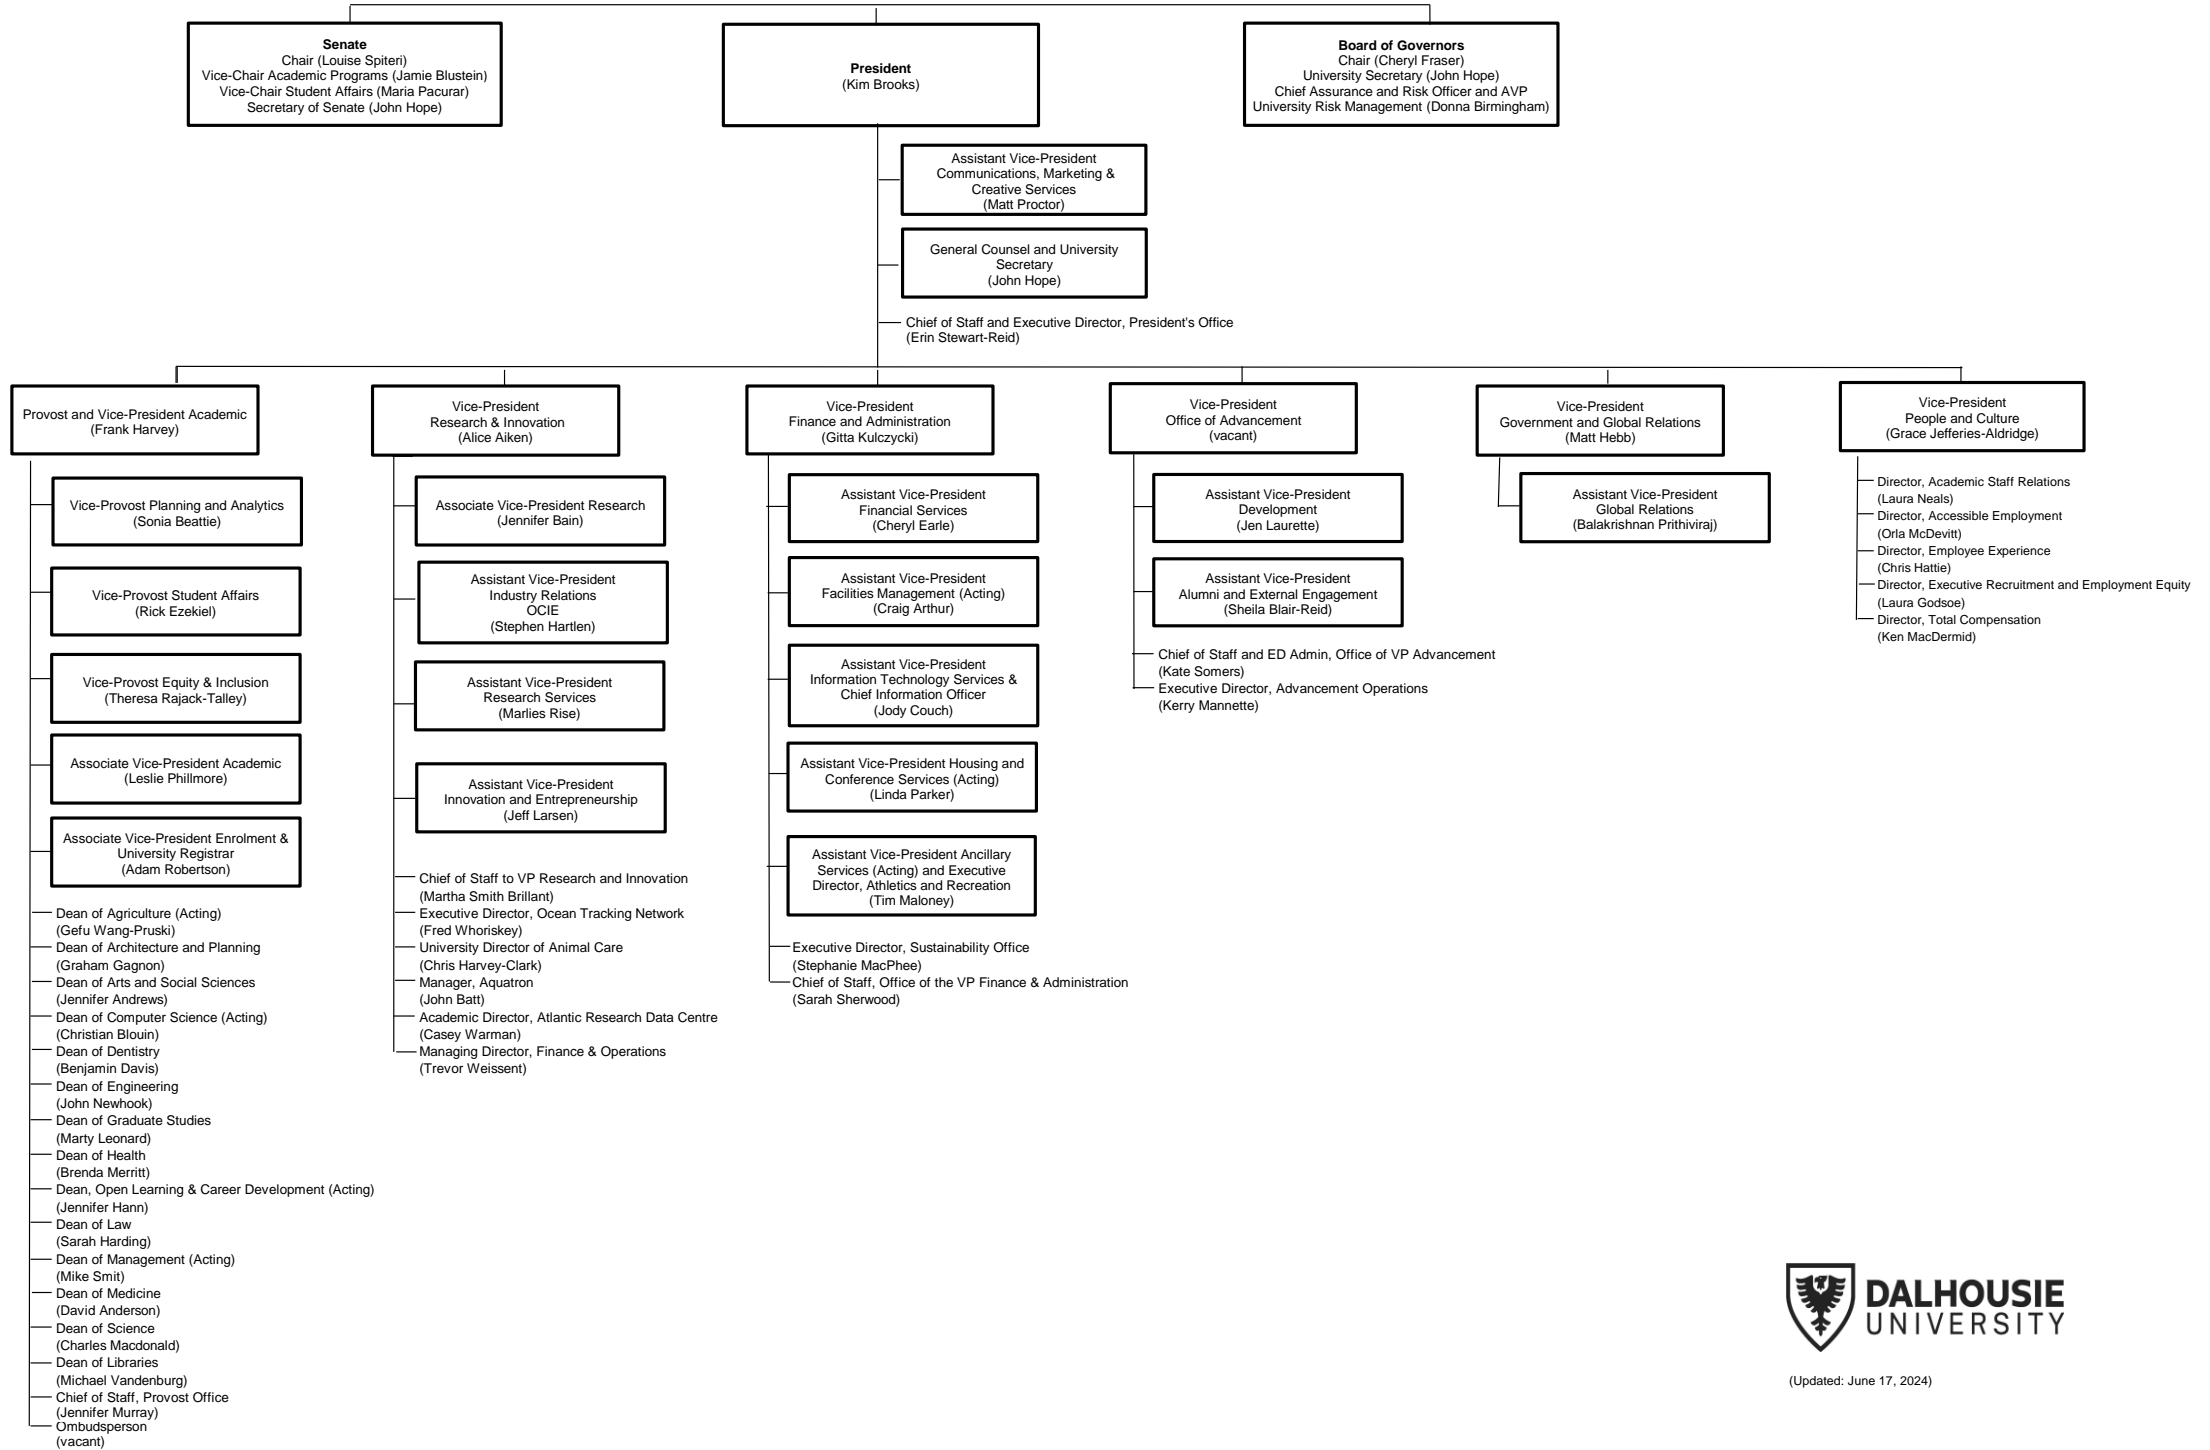 Senate
Chair (Louise Spiteri)
Vice-Chair Academic Programs (Jamie Blustein)
Vice-Chair Student Affairs (Maria Pacurar)
Secretary of Senate (John Hope)
President
(Kim Brooks)
Board of Governors
Chair (Cheryl Fraser)
University Secretary (John Hope)
Chief Assurance and Risk Officer and AVP
University Risk Management (Donna Birmingham)
Assistant Vice-President
Communications, Marketing &
Creative Services
(Matt Proctor)
General Counsel and University
Secretary
(John Hope)
Chief of Staff and Executive Director, President's Office
(Erin Stewart-Reid)
Provost and Vice-President Academic
(Frank Harvey)
Vice-Provost Planning and Analytics
(Sonia Beattie)
Vice-Provost Student Affairs
(Rick Ezekiel)
Vice-Provost Equity & Inclusion
(Theresa Rajack-Talley)
Associate Vice-President Academic
(Leslie Phillmore)
Associate Vice-President Enrolment &
University Registrar
(Adam Robertson)
Dean of Agriculture (Acting)
(Gefu Wang-Pruski)
Dean of Architecture and Planning
(Graham Gagnon)
Dean of Arts and Social Sciences
(Jennifer Andrews)
Dean of Computer Science (Acting)
(Christian Blouin)
Dean of Dentistry
(Benjamin Davis)
Dean of Engineering
(John Newhook)
Dean of Graduate Studies
(Marty Leonard)
Dean of Health
(Brenda Merritt)
Dean, Open Learning & Career Development (Acting)
(Jennifer Hann)
Dean of Law
(Sarah Harding)
Dean of Management (Acting)
(Mike Smit)
Dean of Medicine
(David Anderson)
Dean of Science
(Charles Macdonald)
Dean of Libraries
(Michael Vandenburg)
Chief of Staff, Provost Office
(Jennifer Murray)
Ombudsperson
(vacant)
Vice-President
Research & Innovation
(Alice Aiken)
Associate Vice-President Research
(Jennifer Bain)
Assistant Vice-President
Industry Relations
OCIE
(Stephen Hartlen)
Assistant Vice-President
Research Services
(Marlies Rise)
Assistant Vice-President
Innovation and Entrepreneurship
(Jeff Larsen)
Chief of Staff to VP Research and Innovation
(Martha Smith Brillant)
Executive Director, Ocean Tracking Network
(Fred Whoriskey)
University Director of Animal Care
(Chris Harvey-Clark)
Manager, Aquatron
(John Batt)
Academic Director, Atlantic Research Data Centre
(Casey Warman)
Managing Director, Finance & Operations
(Trevor Weissent)
Vice-President
Finance and Administration
(Gitta Kulczycki)
Assistant Vice-President
Financial Services
(Cheryl Earle)
Assistant Vice-President
Facilities Management (Acting)
(Craig Arthur)
Assistant Vice-President
Information Technology Services &
Chief Information Officer
(Jody Couch)
Assistant Vice-President Housing and
Conference Services (Acting)
(Linda Parker)
Assistant Vice-President Ancillary
Services (Acting) and Executive
Director, Athletics and Recreation
(Tim Maloney)
Executive Director, Sustainability Office
(Stephanie MacPhee)
Chief of Staff, Office of the VP Finance & Administration
(Sarah Sherwood)
Vice-President
Office of Advancement
(vacant)
Assistant Vice-President
Development
(Jen Laurette)
Assistant Vice-President
Alumni and External Engagement
(Sheila Blair-Reid)
Chief of Staff and ED Admin, Office of VP Advancement
(Kate Somers)
Executive Director, Advancement Operations
(Kerry Mannette)
Vice-President
Government and Global Relations
(Matt Hebb)
Assistant Vice-President
Global Relations
(Balakrishnan Prithiviraj)
Vice-President
People and Culture
(Grace Jefferies-Aldridge)
Director, Academic Staff Relations
(Laura Neals)
Director, Accessible Employment
(Orla McDevitt)
Director, Employee Experience
(Chris Hattie)
Director, Executive Recruitment and Employment Equity
(Laura Godsoe)
Director, Total Compensation
(Ken MacDermid)
DALHOUSIE
UNIVERSITY
(Updated: June 17, 2024)